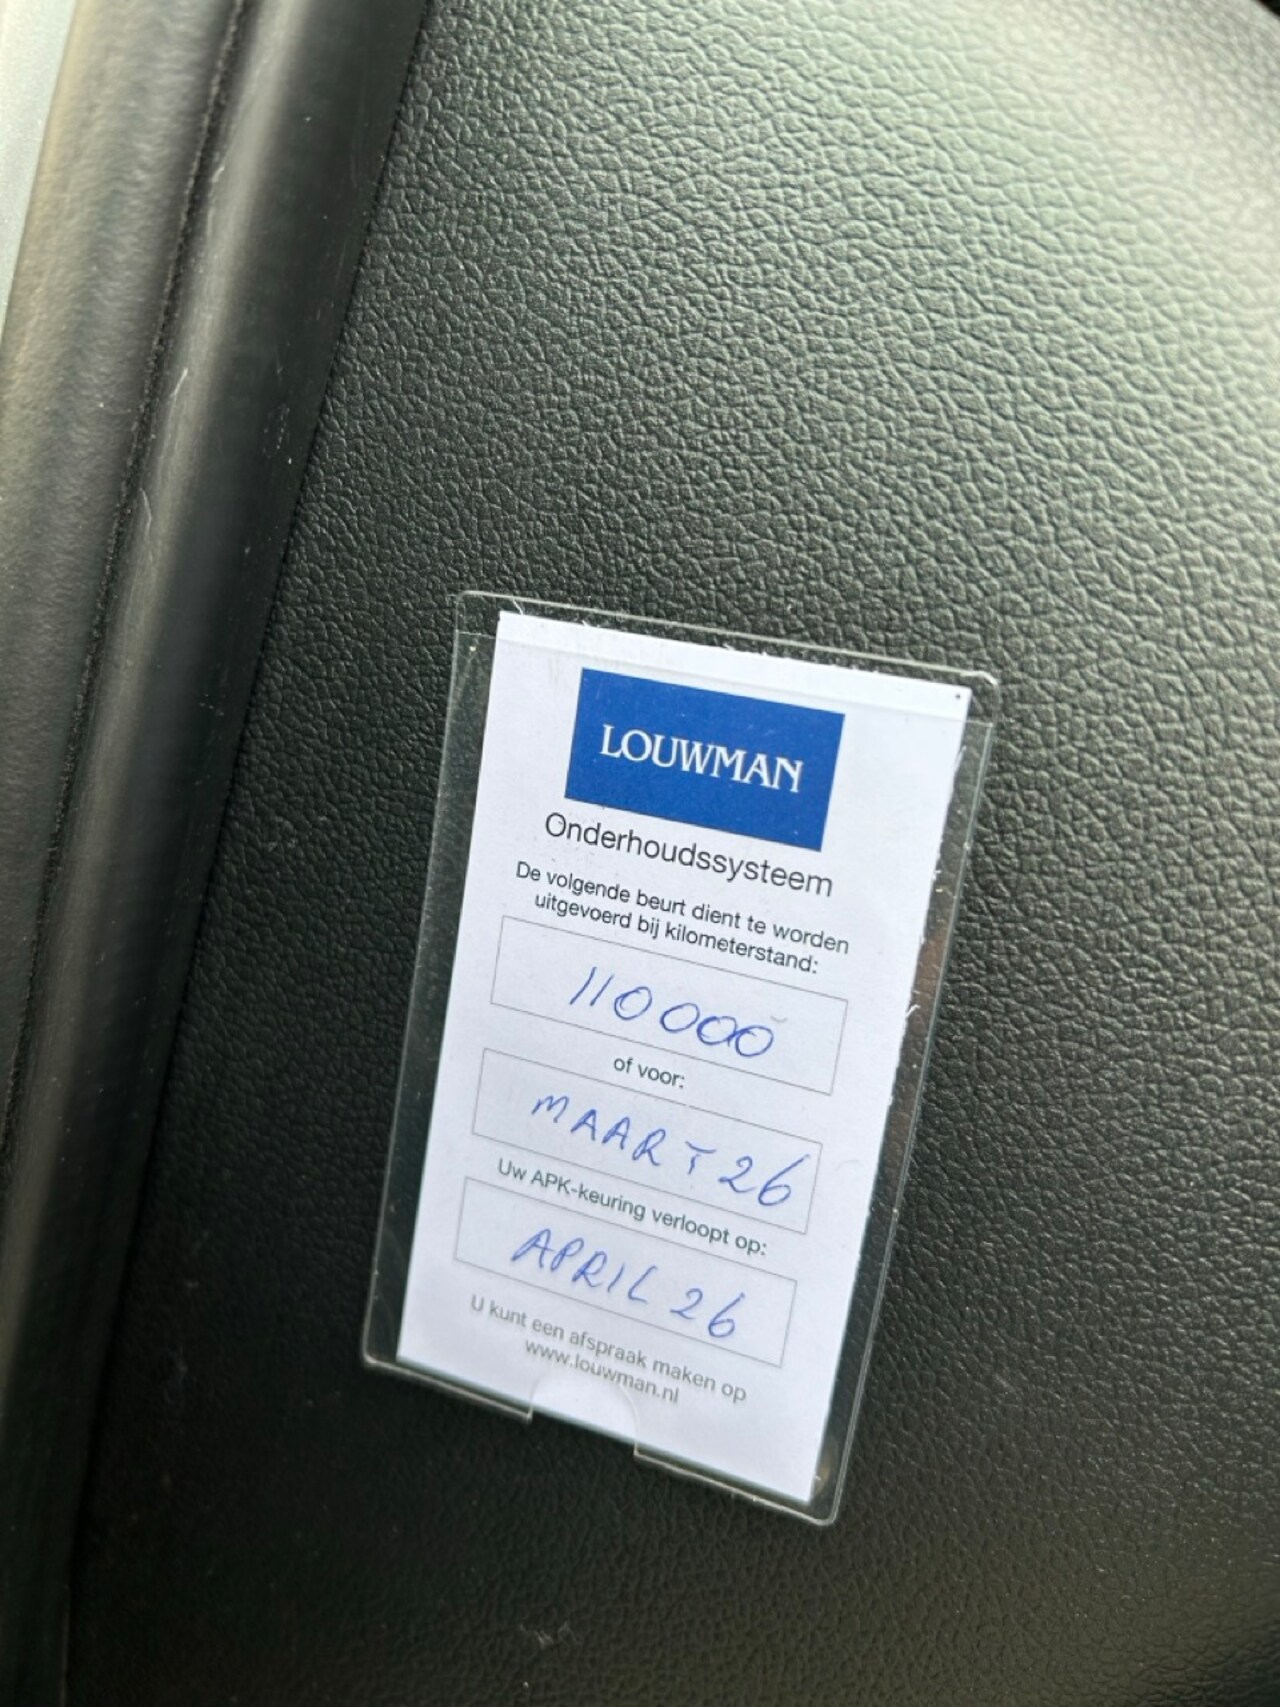 LOUWMAN
Onderhoudssysteem
De volgende beurt dient te worden
uitgevoerd bij kilometerstand:
110000
of voor:
MAART 26
Uw APK-keuring verloopt op:
APRIL 26
U kunt een afspraak maken op
www.louwman.nl